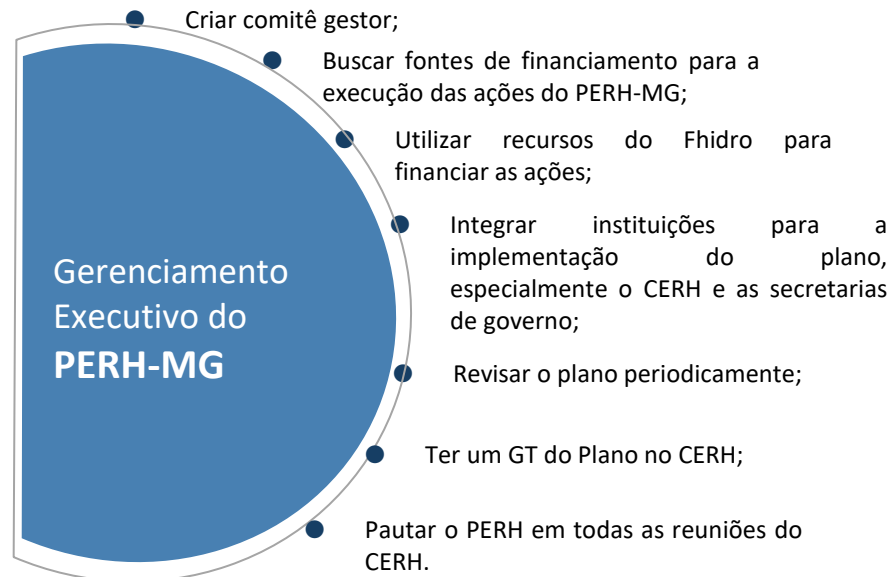 Criar comitê gestor;
Buscar fontes de financiamento para a
execução das ações do PERH-MG;
Utilizar recursos do Fhidro para
financiar as ações;
Integrar instituições para a
implementação do plano,
especialmente o CERH e as secretarias
de governo;
Gerenciamento
Executivo do
PERH-MG
Revisar o plano periodicamente;
Ter um GT do Plano no CERH;
Pautar o PERH em todas as reuniões do
CERH.